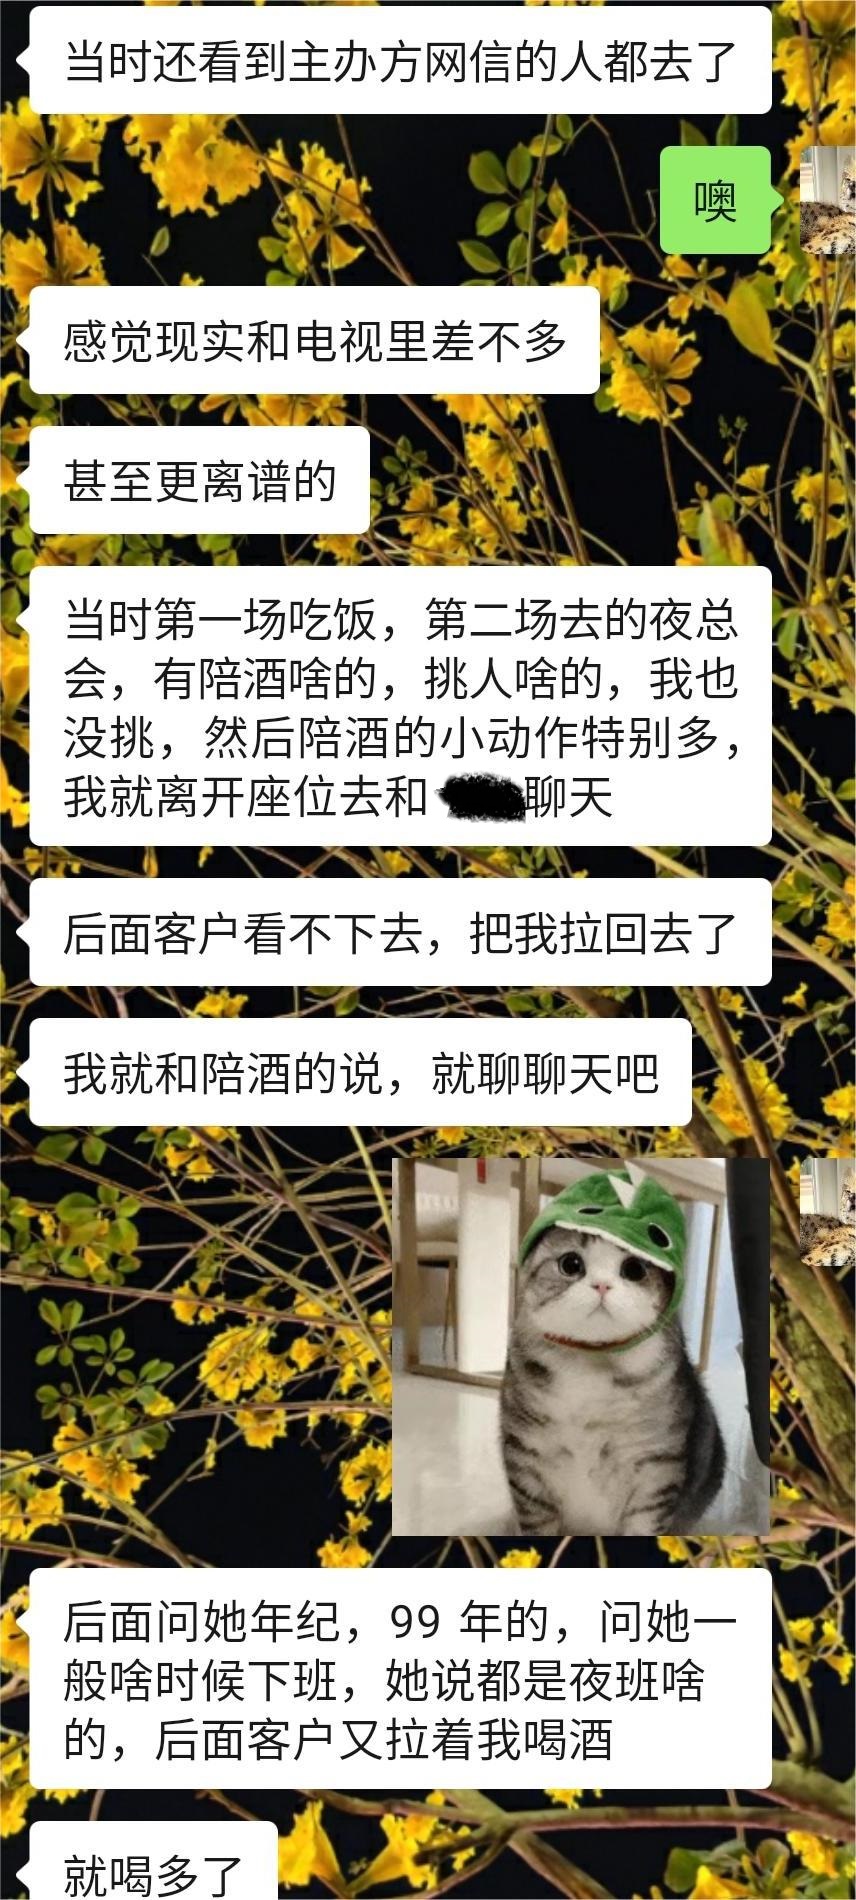 当时还看到主办方网信的人都去了
噢
感觉现实和电视里差不多
甚至更离谱的
当时第一场吃饭，第二场去的夜总
会，有陪酒啥的，挑人啥的，我也
没挑，然后陪酒的小动作特别多，
我就离开座位去和 聊天
后面客户看不下去，把我拉回去了
我就和陪酒的说，就聊聊天吧
后面问她年纪，99 年的，问她一
般啥时候下班，她说都是夜班啥
的，后面客户又拉着我喝酒
就喝多了